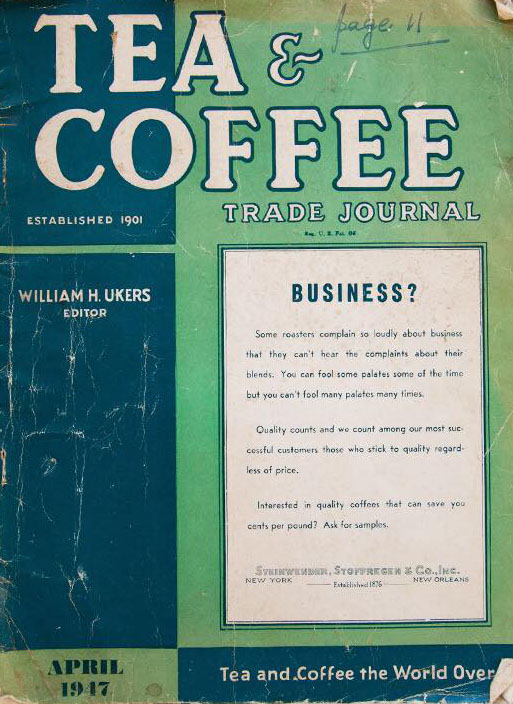 page 11
TEA &
COFFEE
TRADE JOURNAL
Reg. U. S. Pat. Off.
ESTABLISHED 1901
WILLIAM H. UKERS
EDITOR
BUSINESS?
Some roasters complain so loudly about business
that they can't hear the complaints about their
blends. You can fool some palates some of the time
but you can't fool many palates many times.
Quality counts and we count among our most suc-
cessful customers those who stick to quality regard-
less of price.
Interested in quality coffees that can save you
cents per pound? Ask for samples.
STEINWENDER, STOFFREGEN & CO., INC.
NEW YORK Established 1876 NEW ORLEANS
APRIL
1947
Tea and Coffee the World Over